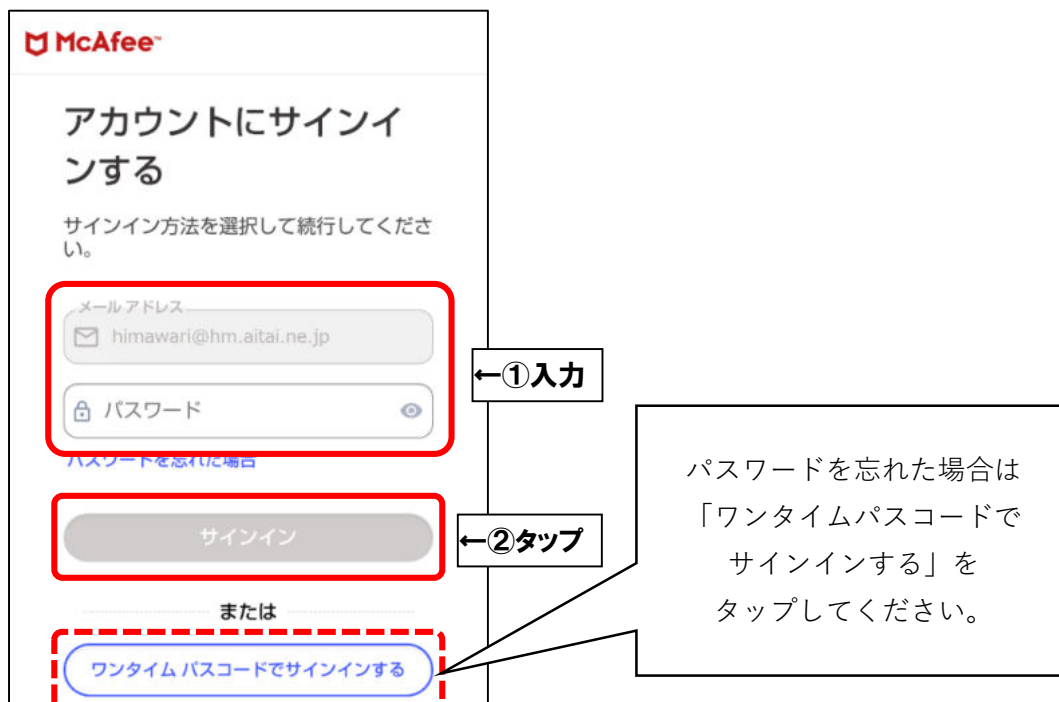 McAfee™
アカウントにサインイ
ンする
サインイン方法を選択して続行してくださ
い。
メール アドレス
himawari@hm.aitai.ne.jp
←①入力
パスワード
パスワードを忘れた場合
サインイン
←②タップ
または
ワンタイム パスコードでサインインする
パスワードを忘れた場合は
「ワンタイムパスコードで
サインインする」を
タップしてください。